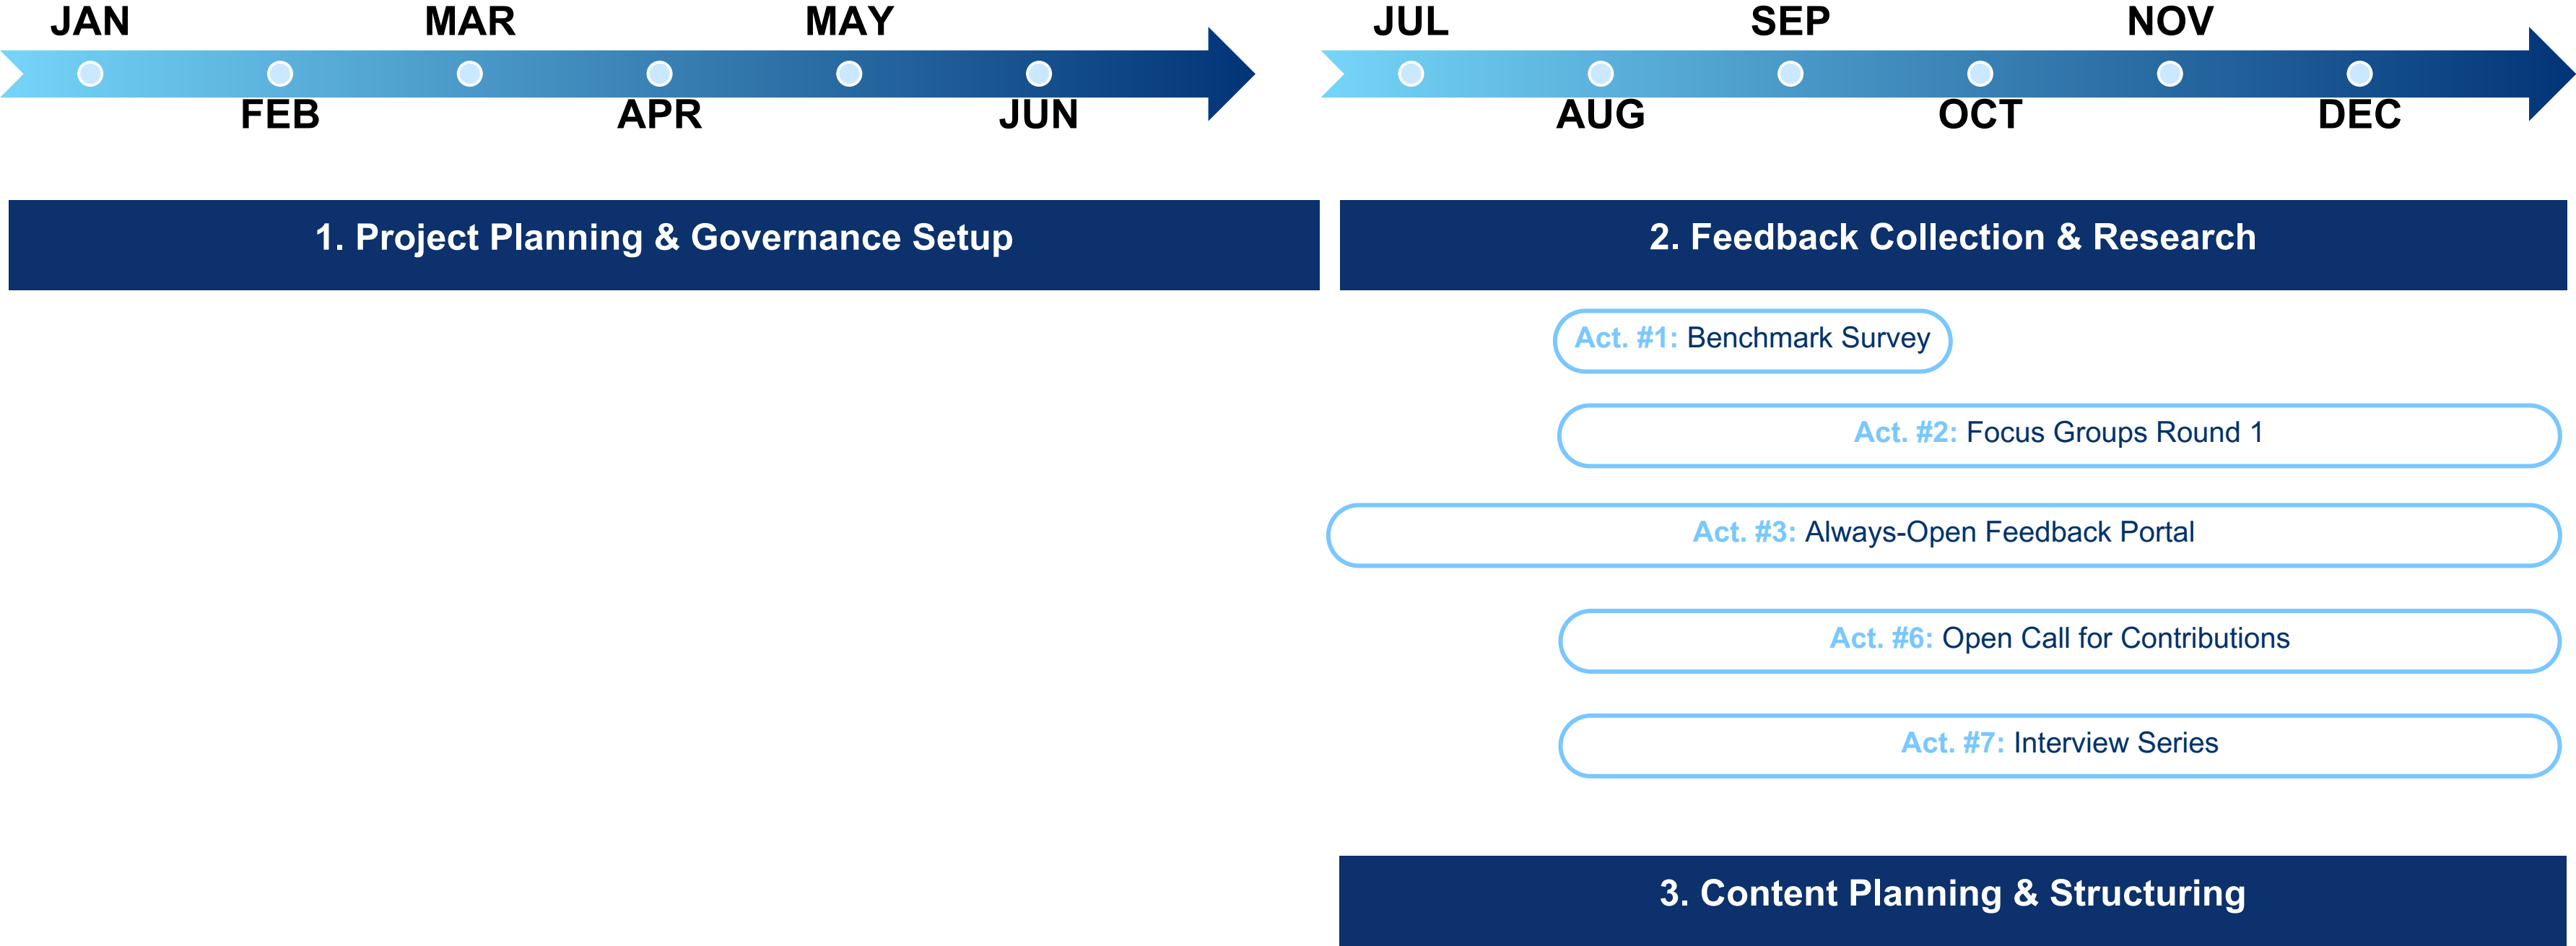 JAN
MAR
MAY
JUL
SEP
NOV
FEB
APR
JUN
AUG
OCT
DEC
1. Project Planning & Governance Setup
2. Feedback Collection & Research
Act. #1: Benchmark Survey
Act. #2: Focus Groups Round 1
Act. #3: Always-Open Feedback Portal
Act. #6: Open Call for Contributions
Act. #7: Interview Series
3. Content Planning & Structuring